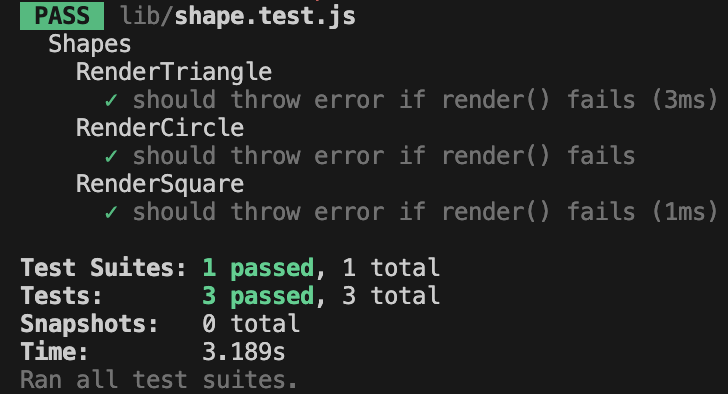 PASS lib/shape.test.js
Shapes
RenderTriangle
✓ should throw error if render() fails (3ms)
RenderCircle
✓ should throw error if render() fails
RenderSquare
✓ should throw error if render() fails (1ms)
Test Suites: 1 passed, 1 total
Tests: 3 passed, 3 total
Snapshots: 0 total
Time: 3.189s
Ran all test suites.